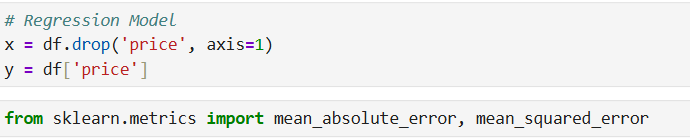 # Regression Model
x = df.drop('price', axis=1)
y = df['price']
from sklearn.metrics import mean_absolute_error, mean_squared_error